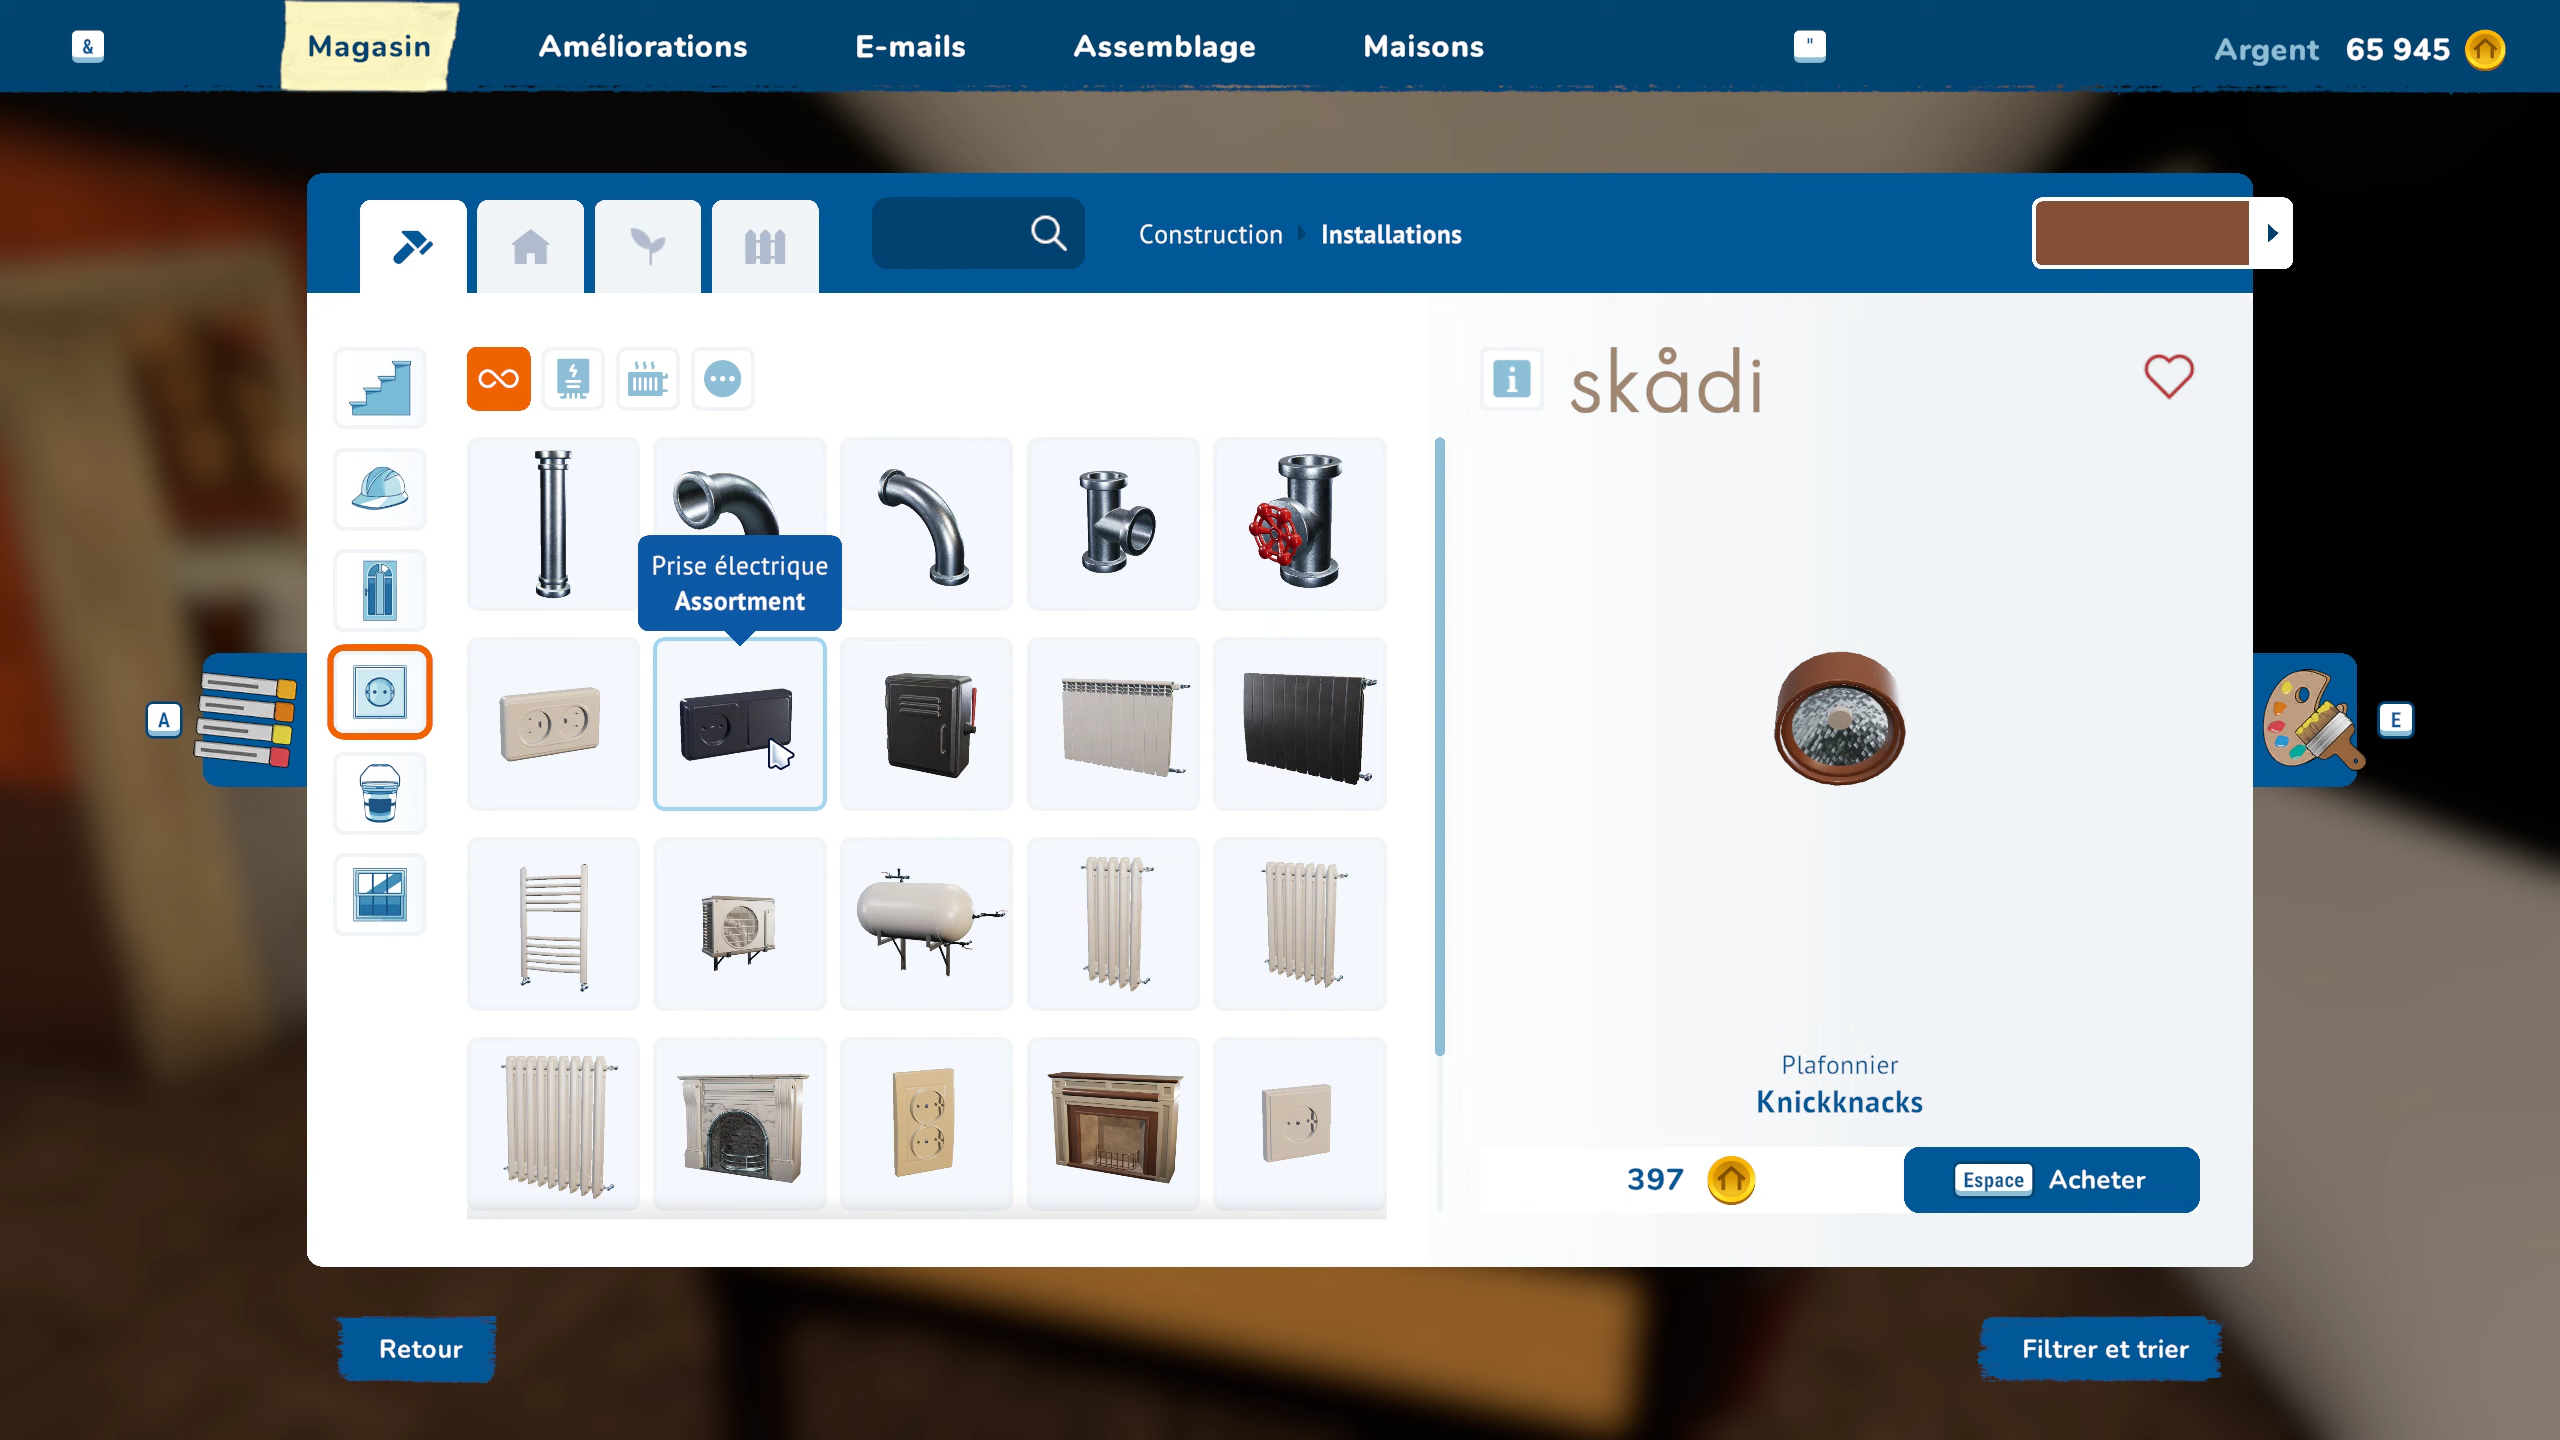 &
Magasin
Améliorations
E-mails
Assemblage
Maisons
"
Argent 65 945
Construction
Installations
skådi
Prise électrique
Assortment
A
E
Plafonnier
Knickknacks
397
Espace Acheter
Retour
Filtrer et trier